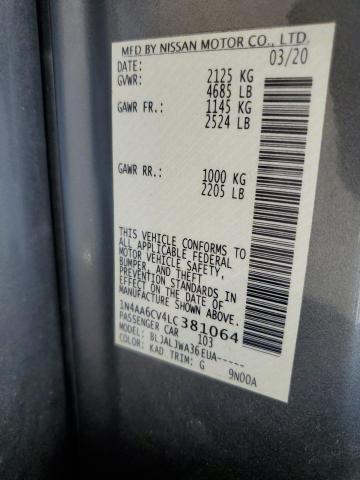 MFD BY NISSAN MOTOR CO., LTD.
DATE: 03/20
GVWR: 2125 KG
4685 LB
GAWR FR.: 1145 KG
2524 LB
GAWR RR.: 1000 KG
2205 LB
THIS VEHICLE CONFORMS TO
ALL APPLICABLE FEDERAL
MOTOR VEHICLE SAFETY,
BUMPER, AND THEFT
PREVENTION STANDARDS
IN EFFECT ON THE DATE OF
MANUFACTURE SHOWN ABOVE.
1N4AA6CV4LC381064
PASSENGER CAR 103
MODEL: BLJALJWA36EUA-----
COLOR: KAD TRIM: G 9N00A